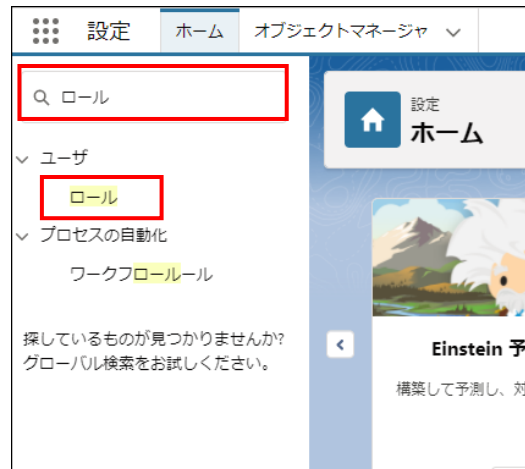 設定 ホーム オブジェクトマネージャ
ロール
設定
ホーム
ユーザ
ロール
プロセスの自動化
ワークフロールール
探しているものが見つかりませんか?
グローバル検索をお試しください。
Einstein 予
構築して予測し、対